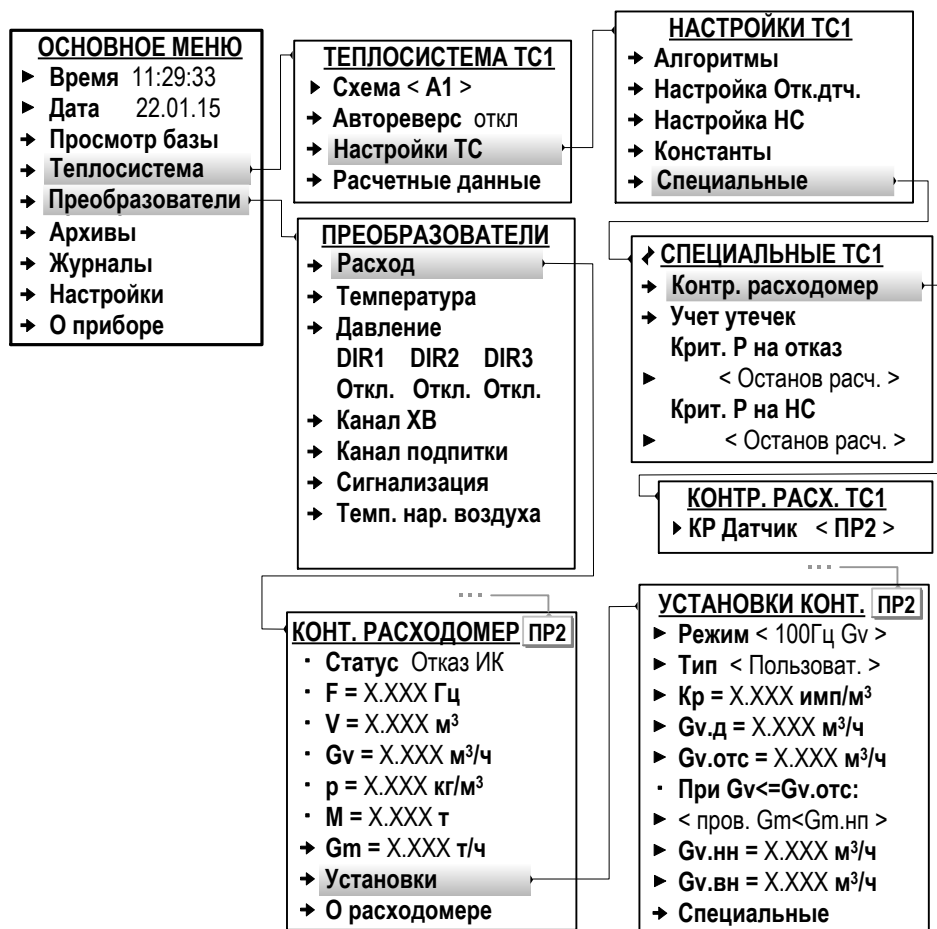 ОСНОВНОЕ МЕНЮ
Время 11:29:33
Дата 22.01.15
Просмотр базы
Теплосистема
Преобразователи
Архивы
Журналы
Настройки
О приборе
ТЕПЛОСИСТЕМА ТС1
Схема < А1 >
Автореверс откл
Настройки ТС
Расчетные данные
НАСТРОЙКИ ТС1
Алгоритмы
Настройка Отк.дтч.
Настройка НС
Константы
Специальные
ПРЕОБРАЗОВАТЕЛИ
Расход
Температура
Давление
DIR1 DIR2 DIR3
Откл. Откл. Откл.
Канал ХВ
Канал подпитки
Сигнализация
Темп. нар. воздуха
СПЕЦИАЛЬНЫЕ ТС1
Контр. расходомер
Учет утечек
Крит. Р на отказ
< Останов расч. >
Крит. Р на НС
< Останов расч. >
КОНТР. РАСХ. ТС1
КР Датчик < ПР2 >
КОНТ. РАСХОДОМЕР ПР2
Статус Отказ ИК
F = X.XXX Гц
V = X.XXX м³
Gv = X.XXX м³/ч
p = X.XXX кг/м³
M = X.XXX т
Gm = X.XXX т/ч
Установки
О расходомере
УСТАНОВКИ КОНТ. ПР2
Режим < 100Гц Gv >
Тип < Пользоват. >
Кр = X.XXX имп/м³
Gv.д = X.XXX м³/ч
Gv.отс = X.XXX м³/ч
При Gv<=Gv.отс:
< пров. Gm<Gm.нп >
Gv.нн = X.XXX м³/ч
Gv.вн = X.XXX м³/ч
Специальные